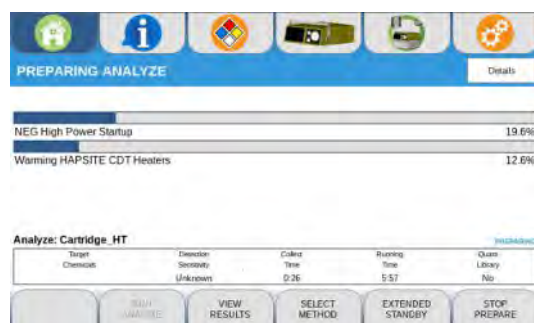 PREPARING ANALYZE
Details
NEG High Power Startup 19.6%
Warming HAPSITE CDT Heaters 12.6%
Analyze: Cartridge_HT
Target Chemicals
Detection Sensitivity
Collect Time
Running Time
Quant Library
Unknown 0:26 5:57 No
RUN ANALYZE
VIEW RESULTS
SELECT METHOD
EXTENDED STANDBY
STOP PREPARE